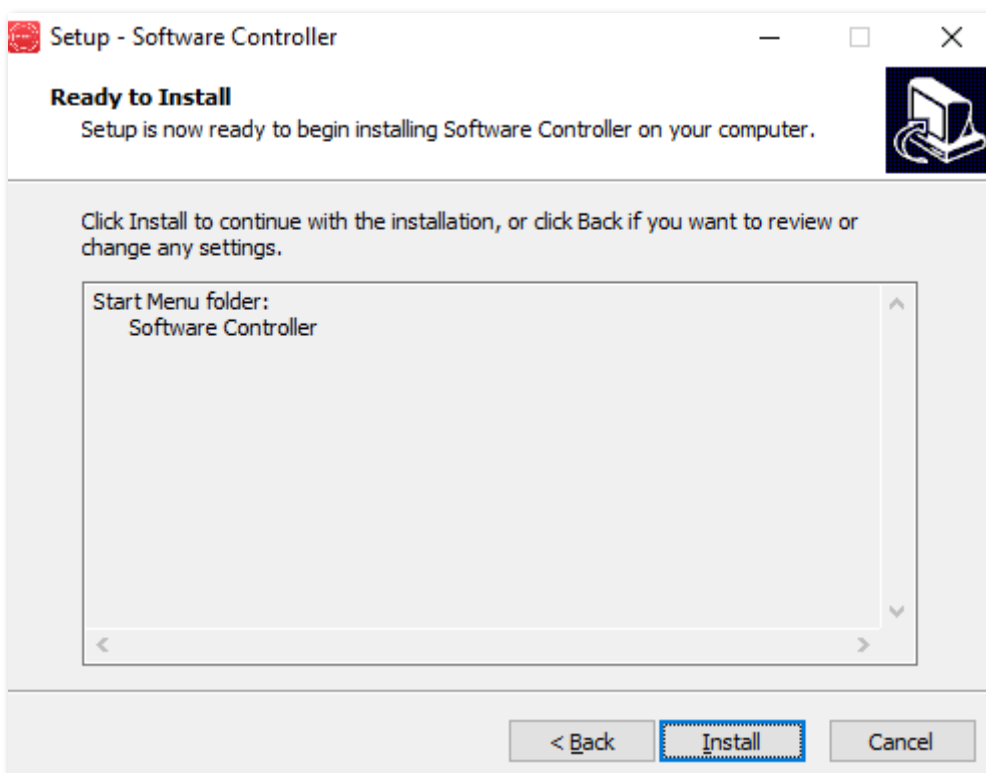 Setup - Software Controller
Ready to Install
Setup is now ready to begin installing Software Controller on your computer.
Click Install to continue with the installation, or click Back if you want to review or
change any settings.
Start Menu folder:
Software Controller
< Back
Install
Cancel